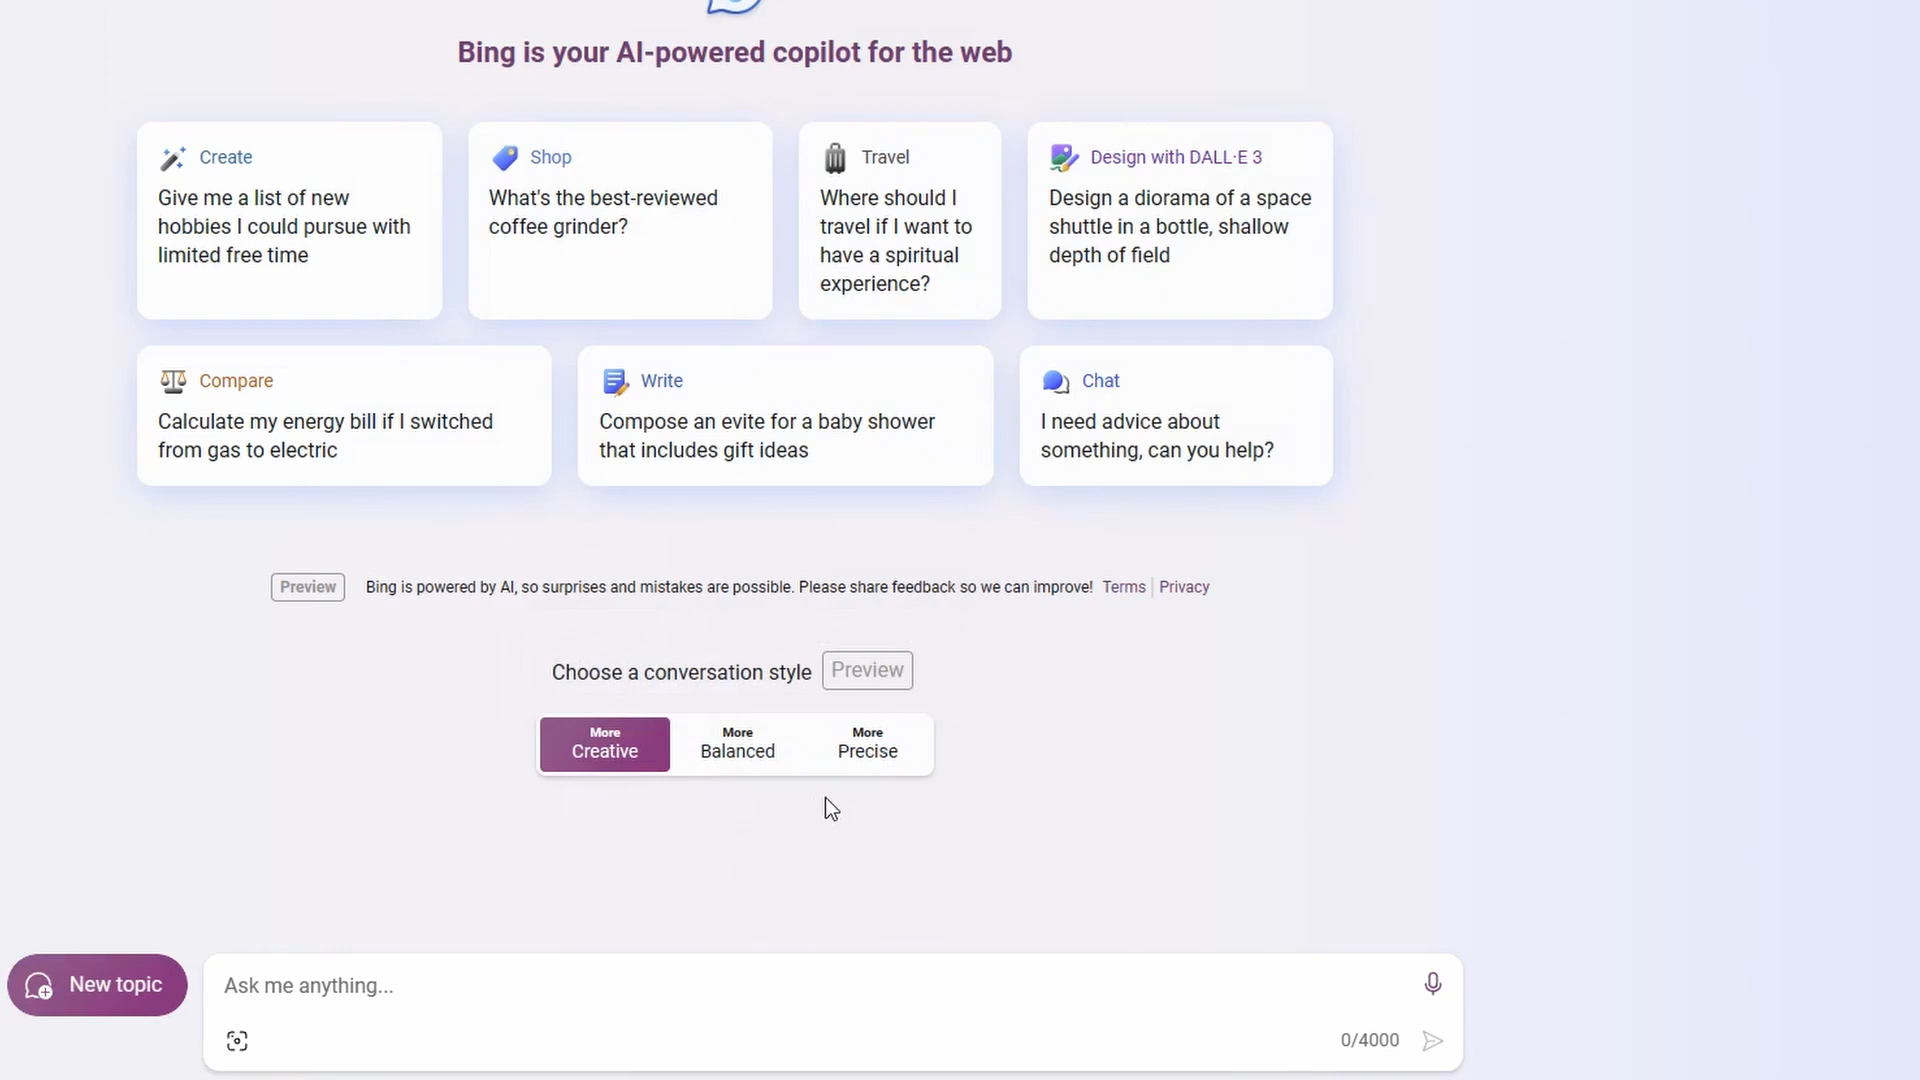 Bing is your AI-powered copilot for the web
Create
Give me a list of new
hobbies I could pursue with
limited free time
Shop
What's the best-reviewed
coffee grinder?
Travel
Where should I
travel if I want to
have a spiritual
experience?
Design with DALL·E 3
Design a diorama of a space
shuttle in a bottle, shallow
depth of field
Compare
Calculate my energy bill if I switched
from gas to electric
Write
Compose an evite for a baby shower
that includes gift ideas
Chat
I need advice about
something, can you help?
Preview Bing is powered by AI, so surprises and mistakes are possible. Please share feedback so we can improve! Terms Privacy
Choose a conversation style Preview
More
Creative
More
Balanced
More
Precise
New topic
Ask me anything...
0/4000